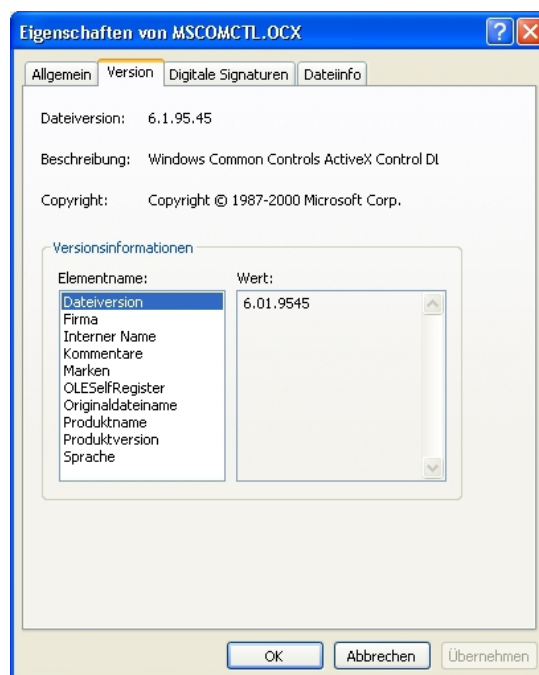 Eigenschaften von MSCOMCTL.OCX
Allgemein Version Digitale Signaturen Dateiinfo
Dateiversion: 6.1.95.45
Beschreibung: Windows Common Controls ActiveX Control DL
Copyright: Copyright © 1987-2000 Microsoft Corp.
Versionsinformationen
Elementname: Wert:
Dateiversion 6.01.9545
Firma
Interner Name
Kommentare
Marken
OLESelfRegister
Originaldateiname
Produktname
Produktversion
Sprache
OK Abbrechen Übernehmen